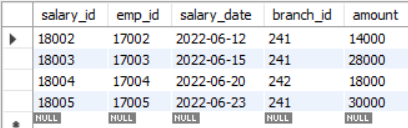 salary_id emp_id salary_date branch_id amount
18002 17002 2022-06-12 241 14000
18003 17003 2022-06-15 241 28000
18004 17004 2022-06-20 242 18000
18005 17005 2022-06-23 241 30000
NULL NULL NULL NULL NULL